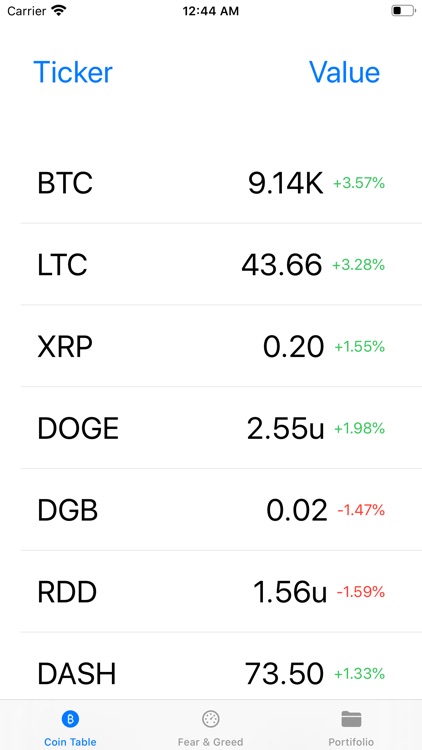 Carrier 12:44 AM
Ticker Value
BTC 9.14K +3.57%
LTC 43.66 +3.28%
XRP 0.20 +1.55%
DOGE 2.55u +1.98%
DGB 0.02 -1.47%
RDD 1.56u -1.59%
DASH 73.50 +1.33%
Coin Table Fear & Greed Portifolio